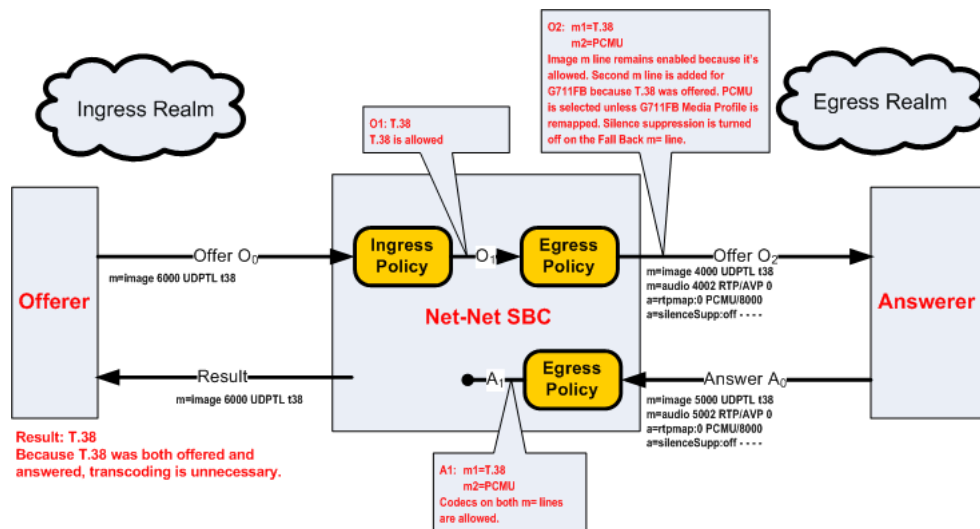 O2: m1=T.38
m2=PCMU
Image m line remains enabled because it's
allowed. Second m line is added for
G711FB because T.38 was offered. PCMU
is selected unless G711FB Media Profile is
remapped. Silence suppression is turned
off on the Fall Back m= line.
Ingress Realm
Egress Realm
O1: T.38
T.38 is allowed
Offerer
Offer O0
m=image 6000 UDPTL t38
Ingress
Policy
O1
Egress
Policy
Offer O2
m=image 4000 UDPTL t38
m=audio 4002 RTP/AVP 0
a=rtpmap:0 PCMU/8000
a=silenceSupp:off - - - -
Answerer
Net-Net SBC
Result
m=image 6000 UDPTL t38
A1
Egress
Policy
Answer A0
m=image 5000 UDPTL t38
m=audio 5002 RTP/AVP 0
a=rtpmap:0 PCMU/8000
a=silenceSupp:off - - - -
Result: T.38
Because T.38 was both offered and
answered, transcoding is unnecessary.
A1: m1=T.38
m2=PCMU
Codecs on both m= lines
are allowed.